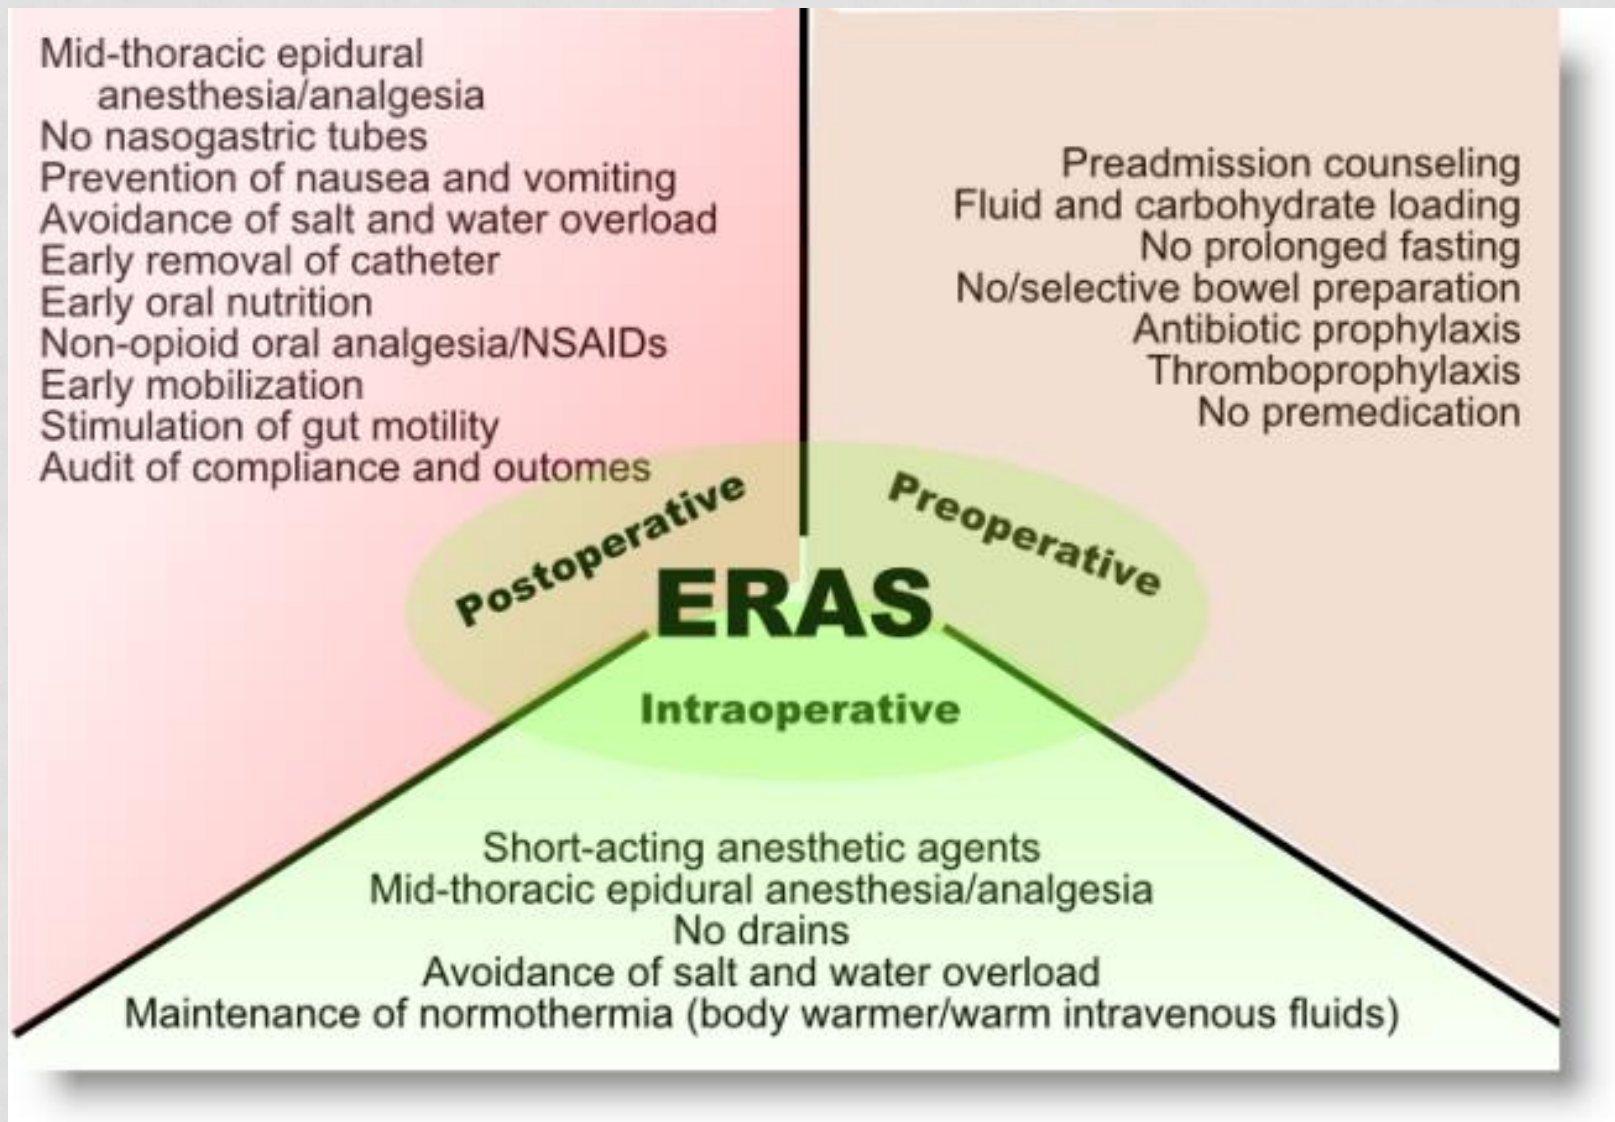 Mid-thoracic epidural
anesthesia/analgesia
No nasogastric tubes
Prevention of nausea and vomiting
Avoidance of salt and water overload
Early removal of catheter
Early oral nutrition
Non-opioid oral analgesia/NSAIDs
Early mobilization
Stimulation of gut motility
Audit of compliance and outomes
Preadmission counseling
Fluid and carbohydrate loading
No prolonged fasting
No/selective bowel preparation
Antibiotic prophylaxis
Thromboprophylaxis
No premedication
Postoperative
Preoperative
ERAS
Intraoperative
Short-acting anesthetic agents
Mid-thoracic epidural anesthesia/analgesia
No drains
Avoidance of salt and water overload
Maintenance of normothermia (body warmer/warm intravenous fluids)